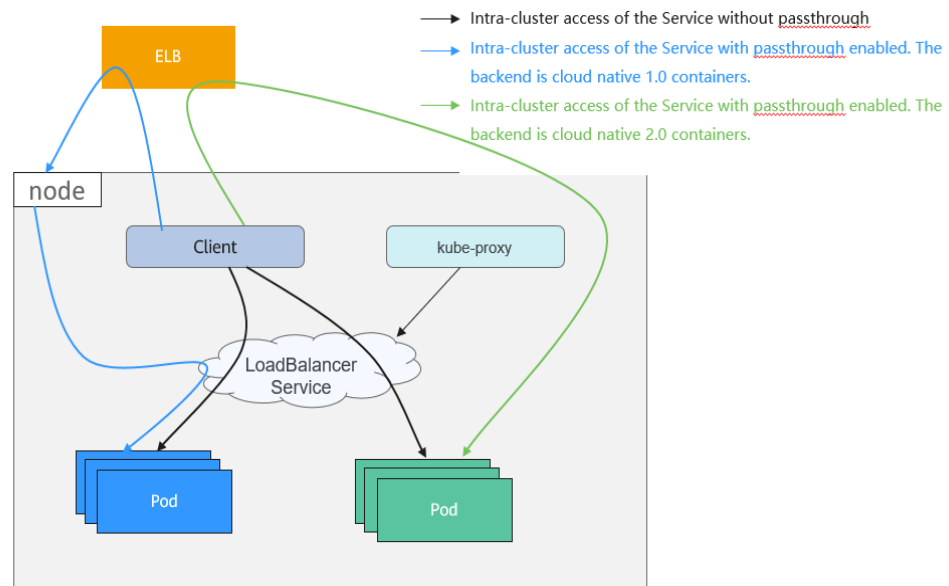 Intra-cluster access of the Service without passthrough
Intra-cluster access of the Service with passthrough enabled. The
backend is cloud native 1.0 containers.
Intra-cluster access of the Service with passthrough enabled. The
backend is cloud native 2.0 containers.
ELB
node
Client
kube-proxy
LoadBalancer
Service
Pod
Pod